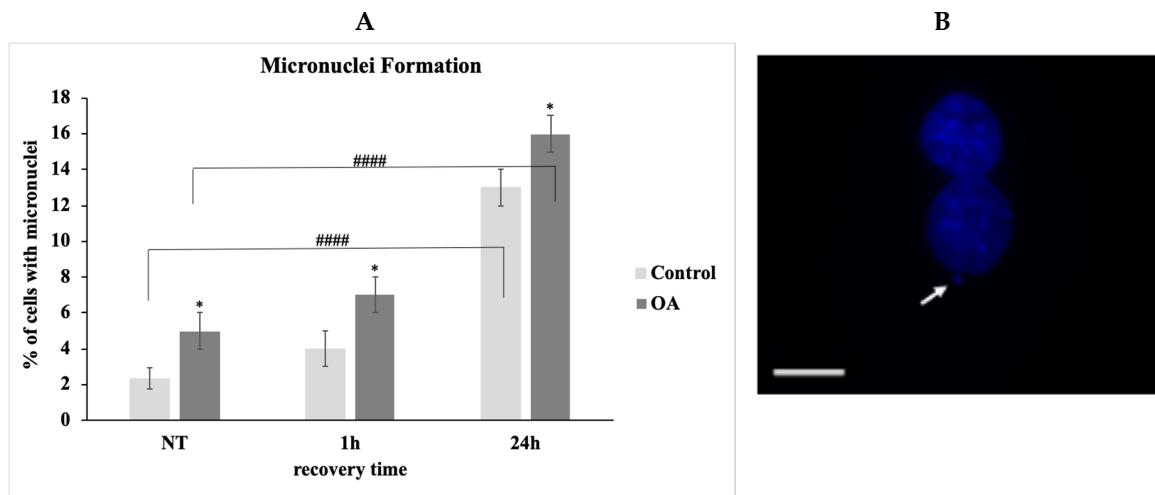 A
B
Micronuclei Formation
% of cells with micronuclei
18
16
14
12
10
8
6
4
2
0
*
*
*
####
####
Control
OA
NT
1h
24h
recovery time